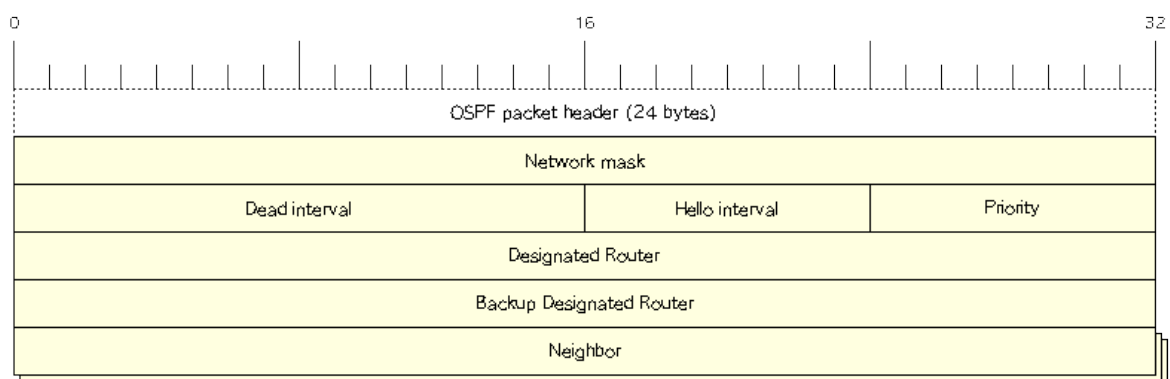 0 16 32
OSPF packet header (24 bytes)
Network mask
Dead interval Hello interval Priority
Designated Router
Backup Designated Router
Neighbor